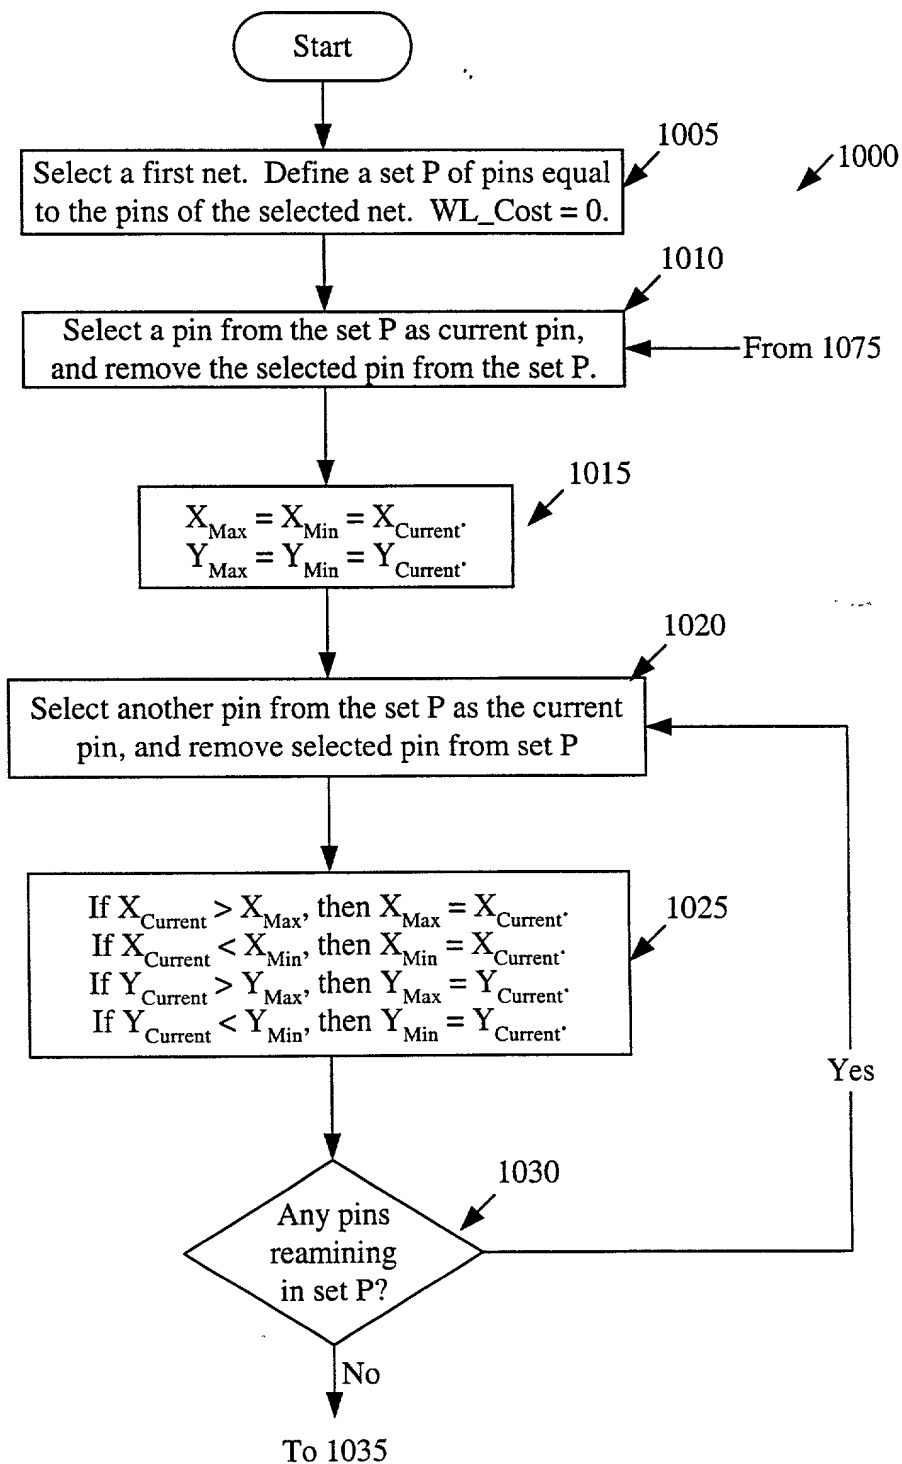 Start
1005
1000
Select a first net. Define a set P of pins equal
to the pins of the selected net. WL_Cost = 0.
1010
Select a pin from the set P as current pin,
and remove the selected pin from the set P.
From 1075
1015
X_Max = X_Min = X_Current.
Y_Max = Y_Min = Y_Current.
1020
Select another pin from the set P as the current
pin, and remove selected pin from set P
1025
If X_Current > X_Max, then X_Max = X_Current.
If X_Current < X_Min, then X_Min = X_Current.
If Y_Current > Y_Max, then Y_Max = Y_Current.
If Y_Current < Y_Min, then Y_Min = Y_Current.
Yes
1030
Any pins
reamining
in set P?
No
To 1035